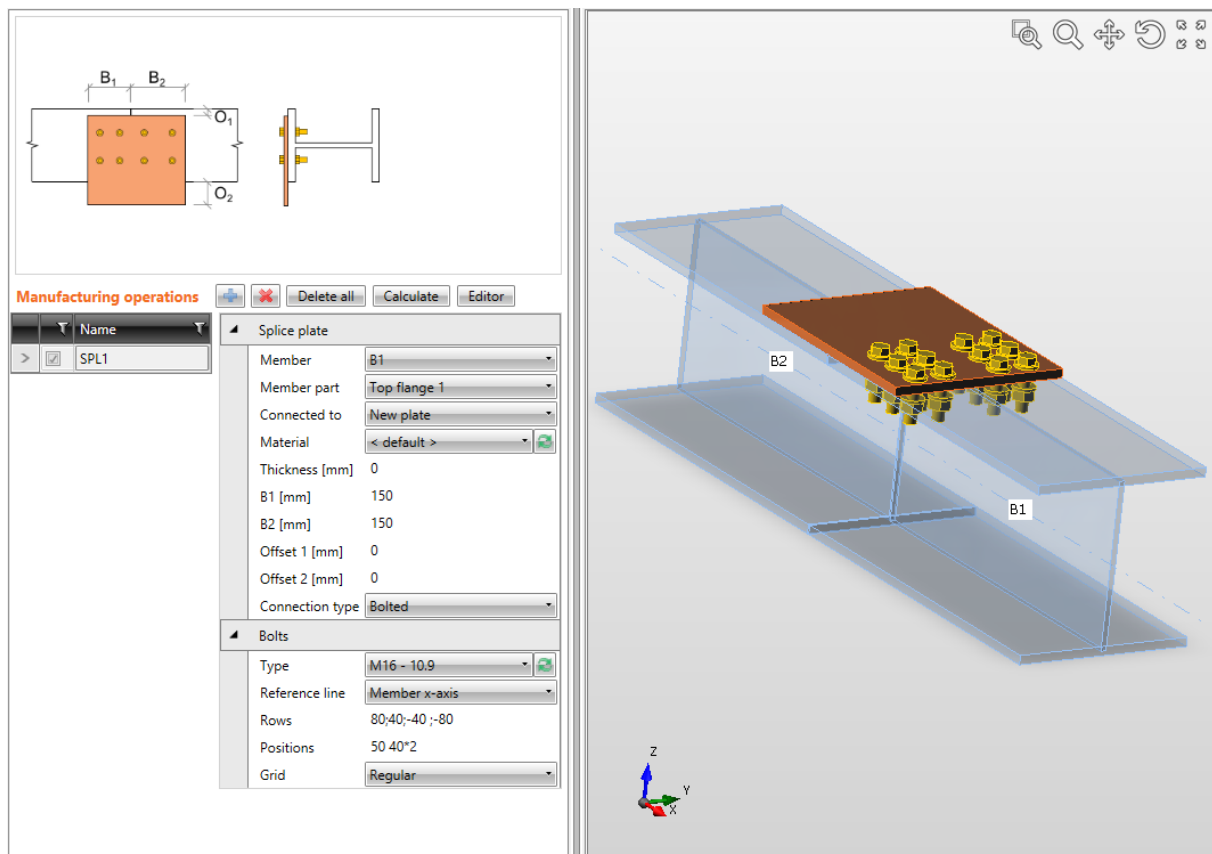 B1 B2
O1
O2
Manufacturing operations Delete all Calculate Editor
Name
SPL1
Splice plate
Member B1
Member part Top flange 1
Connected to New plate
Material < default >
Thickness [mm] 0
B1 [mm] 150
B2 [mm] 150
Offset 1 [mm] 0
Offset 2 [mm] 0
Connection type Bolted
Bolts
Type M16 - 10.9
Reference line Member x-axis
Rows 80;40;-40 ;-80
Positions 50 40*2
Grid Regular
B2
B1
Z
Y
X